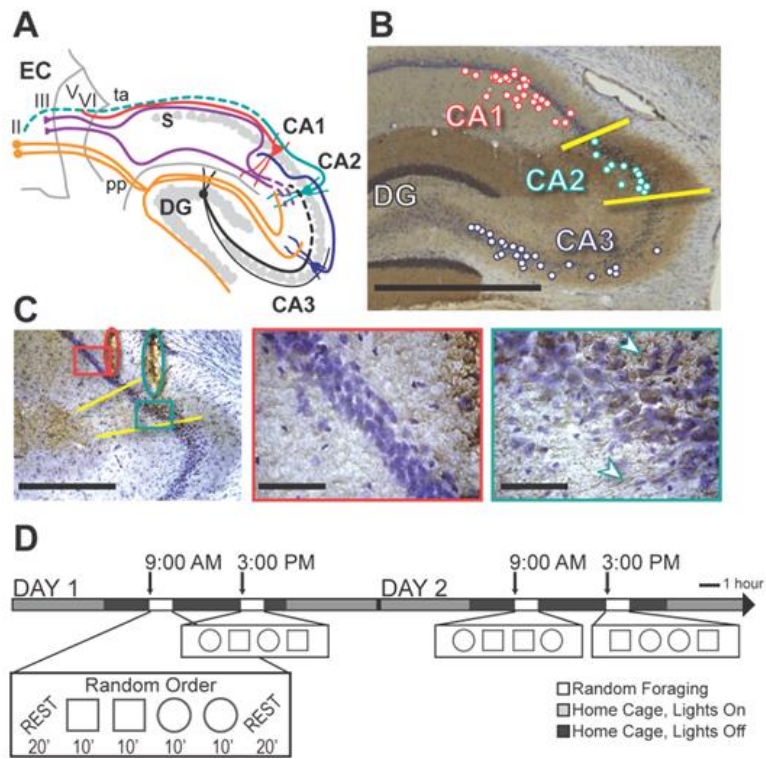 A
EC
III
V
VI
ta
II
S
CA1
CA2
pp
DG
CA3
B
CA1
CA2
DG
CA3
C
D
9:00 AM 3:00 PM 9:00 AM 3:00 PM
DAY 1 DAY 2 1 hour
Random Order
REST REST
20' 10' 10' 10' 10' 20'
Random Foraging
Home Cage, Lights On
Home Cage, Lights Off